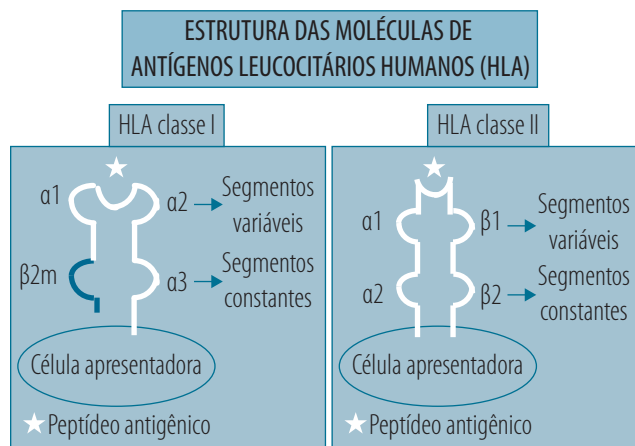 ESTRUTURA DAS MOLÉCULAS DE
ANTÍGENOS LEUCOCITÁRIOS HUMANOS (HLA)
HLA classe I
α1
α2
Segmentos
variáveis
β2m
α3
Segmentos
constantes
Célula apresentadora
Peptídeo antigênico
HLA classe II
α1
β1
Segmentos
variáveis
α2
β2
Segmentos
constantes
Célula apresentadora
Peptídeo antigênico